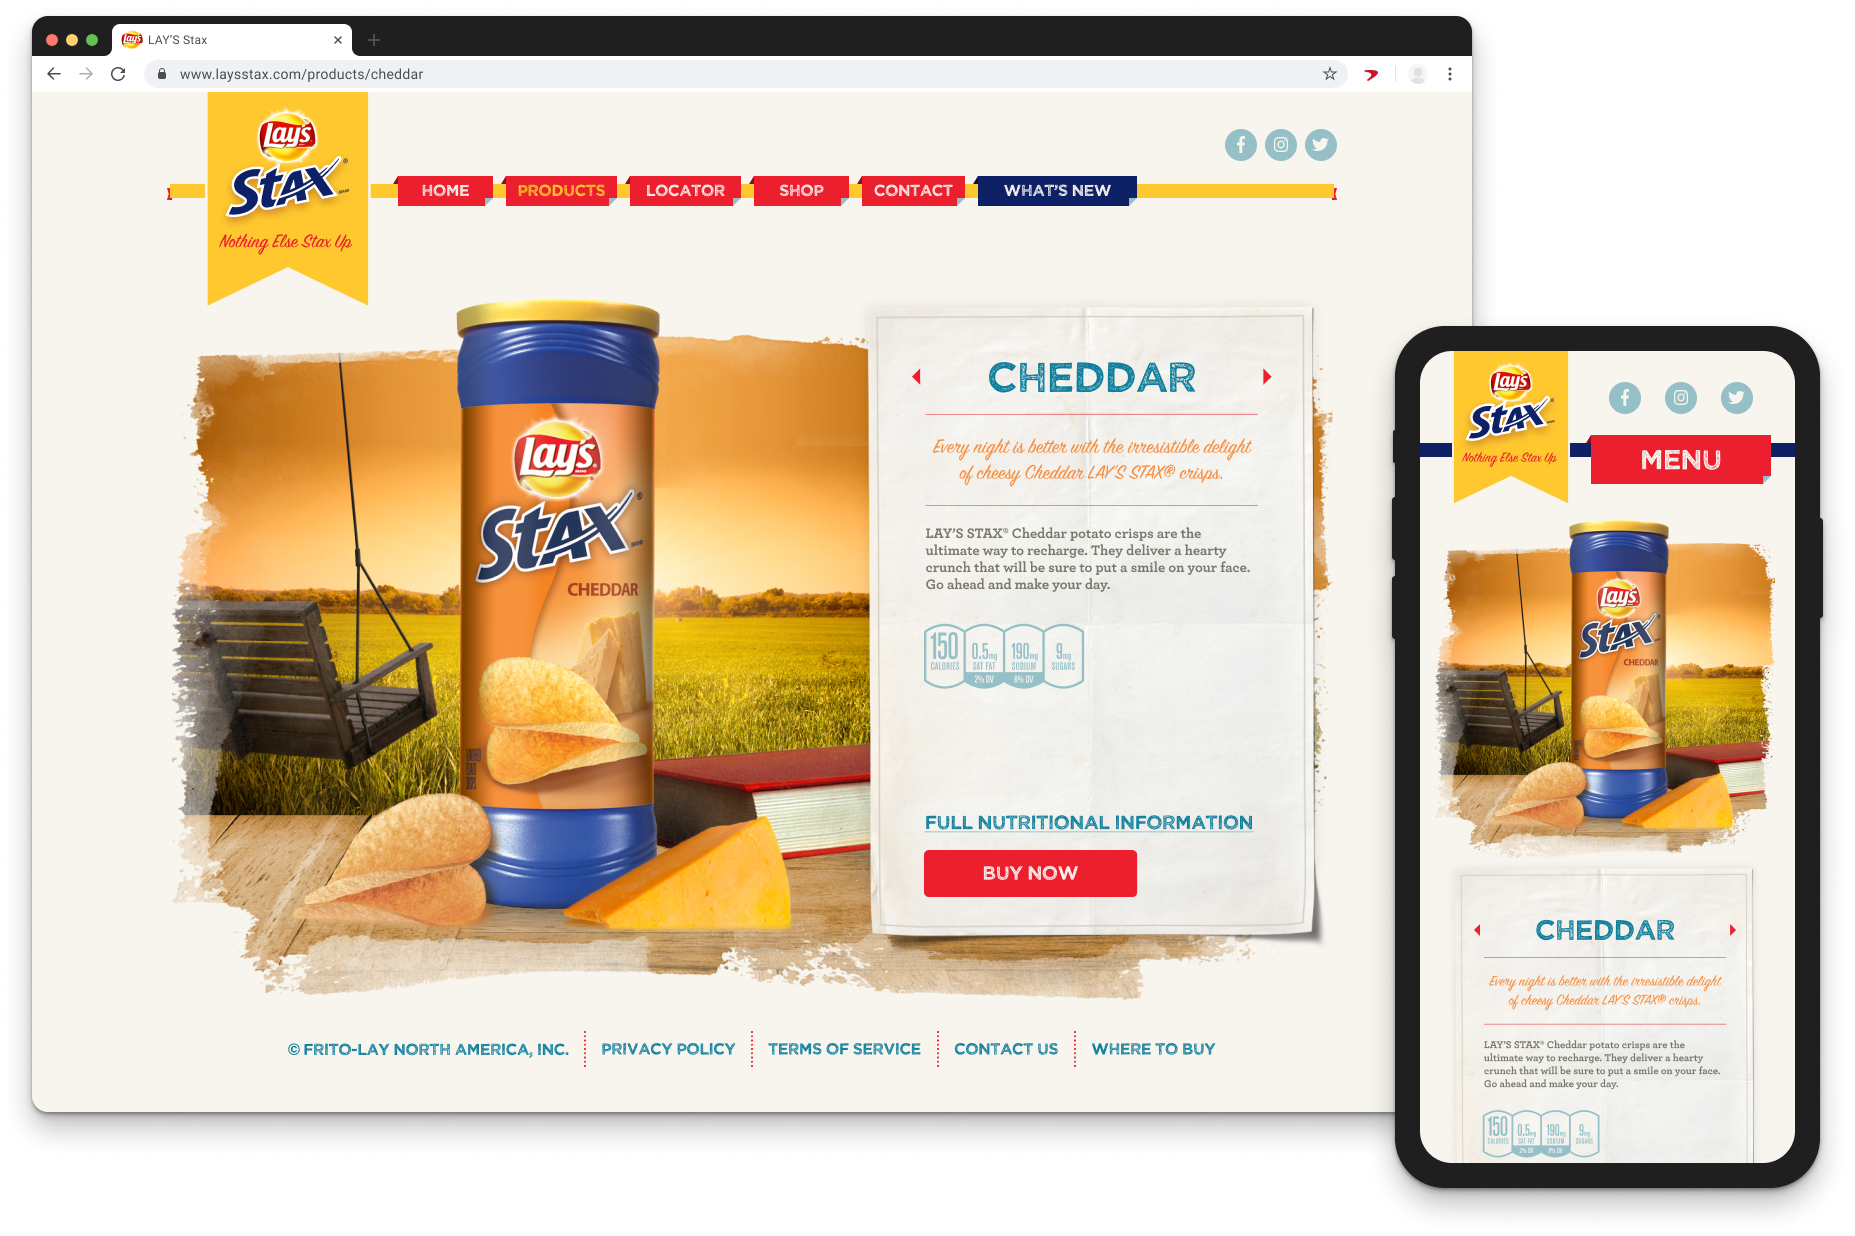 LAY'S Stax
www.laysstax.com/products/cheddar
Lay's
STAX®
Nothing Else Stax Up
HOME
PRODUCTS
LOCATOR
SHOP
CONTACT
WHAT'S NEW
Lay's
STAX®
CHEDDAR
CHEDDAR
Every night is better with the irresistible delight
of cheesy Cheddar LAY'S STAX® crisps.
LAY'S STAX® Cheddar potato crisps are the
ultimate way to recharge. They deliver a hearty
crunch that will be sure to put a smile on your face.
Go ahead and make your day.
150 CALORIES
0.5mg SAT FAT 2% DV
190mg SODIUM 8% DV
9mg SUGARS
FULL NUTRITIONAL INFORMATION
BUY NOW
© FRITO-LAY NORTH AMERICA, INC.
PRIVACY POLICY
TERMS OF SERVICE
CONTACT US
WHERE TO BUY
Lay's
STAX
Nothing Else Stax Up
MENU
Lay's
STAX
CHEDDAR
CHEDDAR
Every night is better with the irresistible delight
of cheesy Cheddar LAY'S STAX® crisps.
LAY'S STAX® Cheddar potato crisps are the
ultimate way to recharge. They deliver a hearty
crunch that will be sure to put a smile on your face.
Go ahead and make your day.
150 CALORIES
0.5mg SAT FAT 2% DV
190mg SODIUM 8% DV
9mg SUGARS